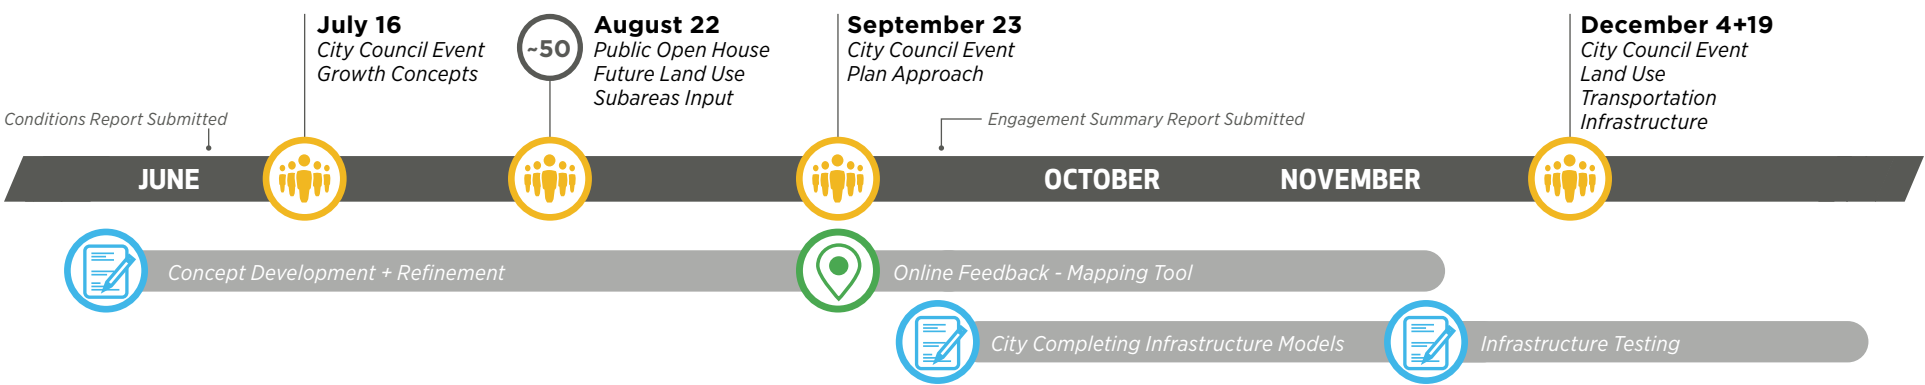 July 16
City Council Event
Growth Concepts
~50
August 22
Public Open House
Future Land Use
Subareas Input
September 23
City Council Event
Plan Approach
December 4+19
City Council Event
Land Use
Transportation
Infrastructure
Conditions Report Submitted
Engagement Summary Report Submitted
JUNE
OCTOBER
NOVEMBER
Concept Development + Refinement
Online Feedback - Mapping Tool
City Completing Infrastructure Models
Infrastructure Testing